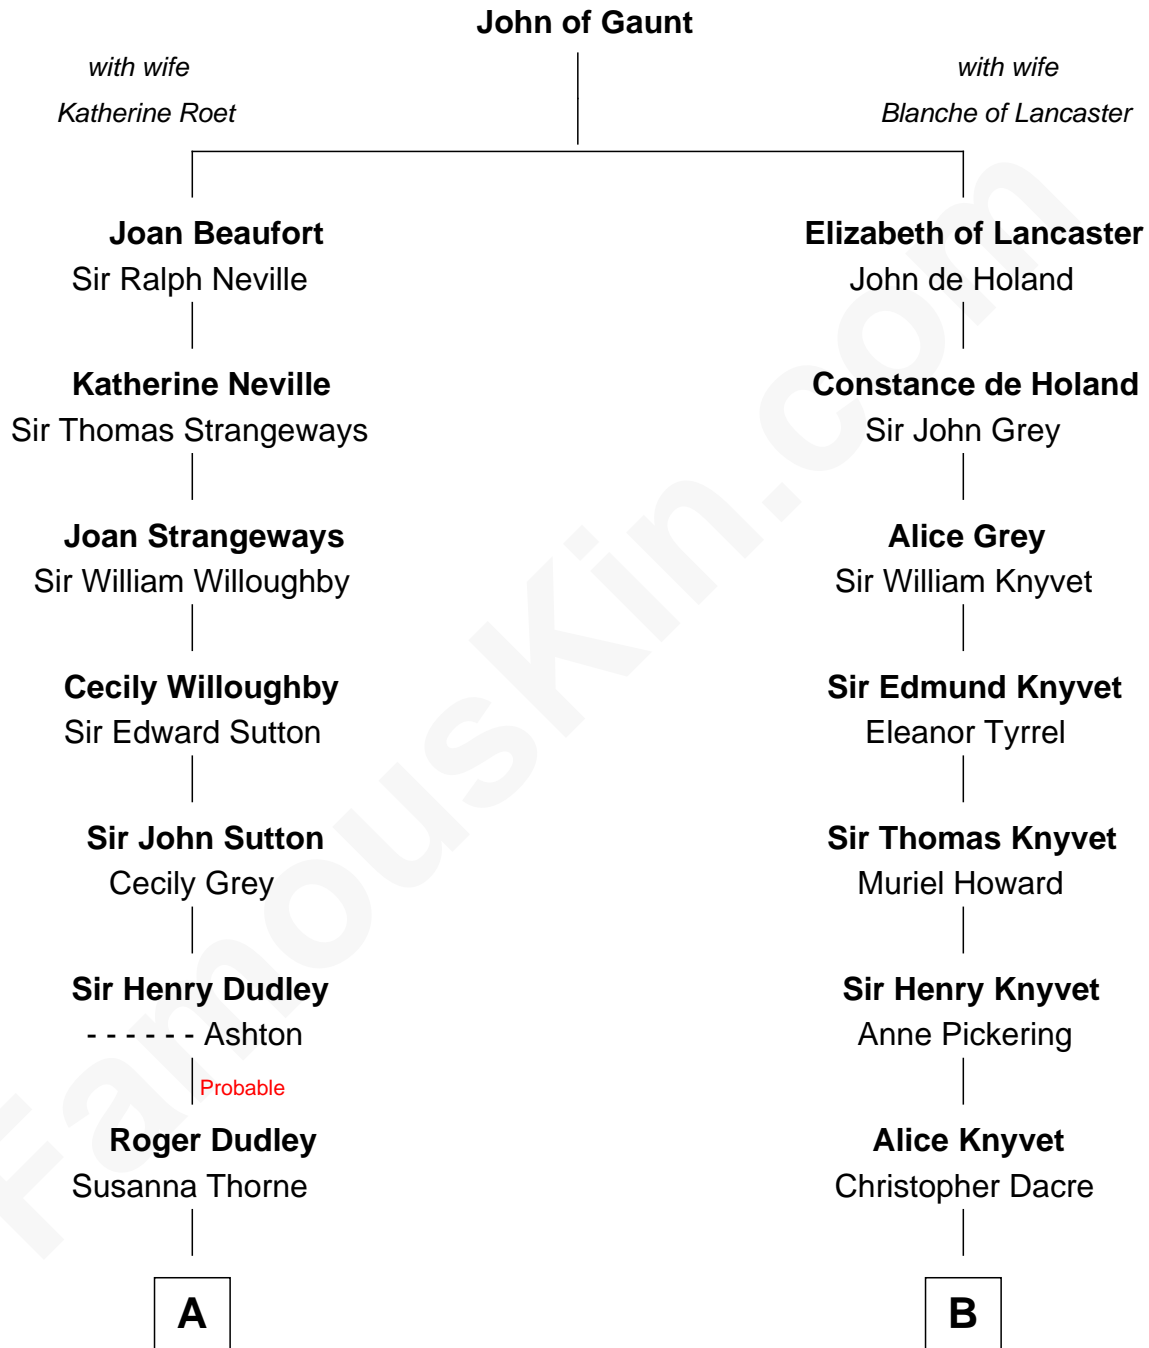 John of Gaunt
with wife
Katherine Roet
with wife
Blanche of Lancaster
Joan Beaufort
Sir Ralph Neville
Elizabeth of Lancaster
John de Holand
Katherine Neville
Sir Thomas Strangeways
Constance de Holand
Sir John Grey
Joan Strangeways
Sir William Willoughby
Alice Grey
Sir William Knyvet
Cecily Willoughby
Sir Edward Sutton
Sir Edmund Knyvet
Eleanor Tyrrel
Sir John Sutton
Cecily Grey
Sir Thomas Knyvet
Muriel Howard
Sir Henry Dudley
- - - - - - Ashton
Sir Henry Knyvet
Anne Pickering
Probable
Roger Dudley
Susanna Thorne
Alice Knyvet
Christopher Dacre
A
B
FamousKin.com